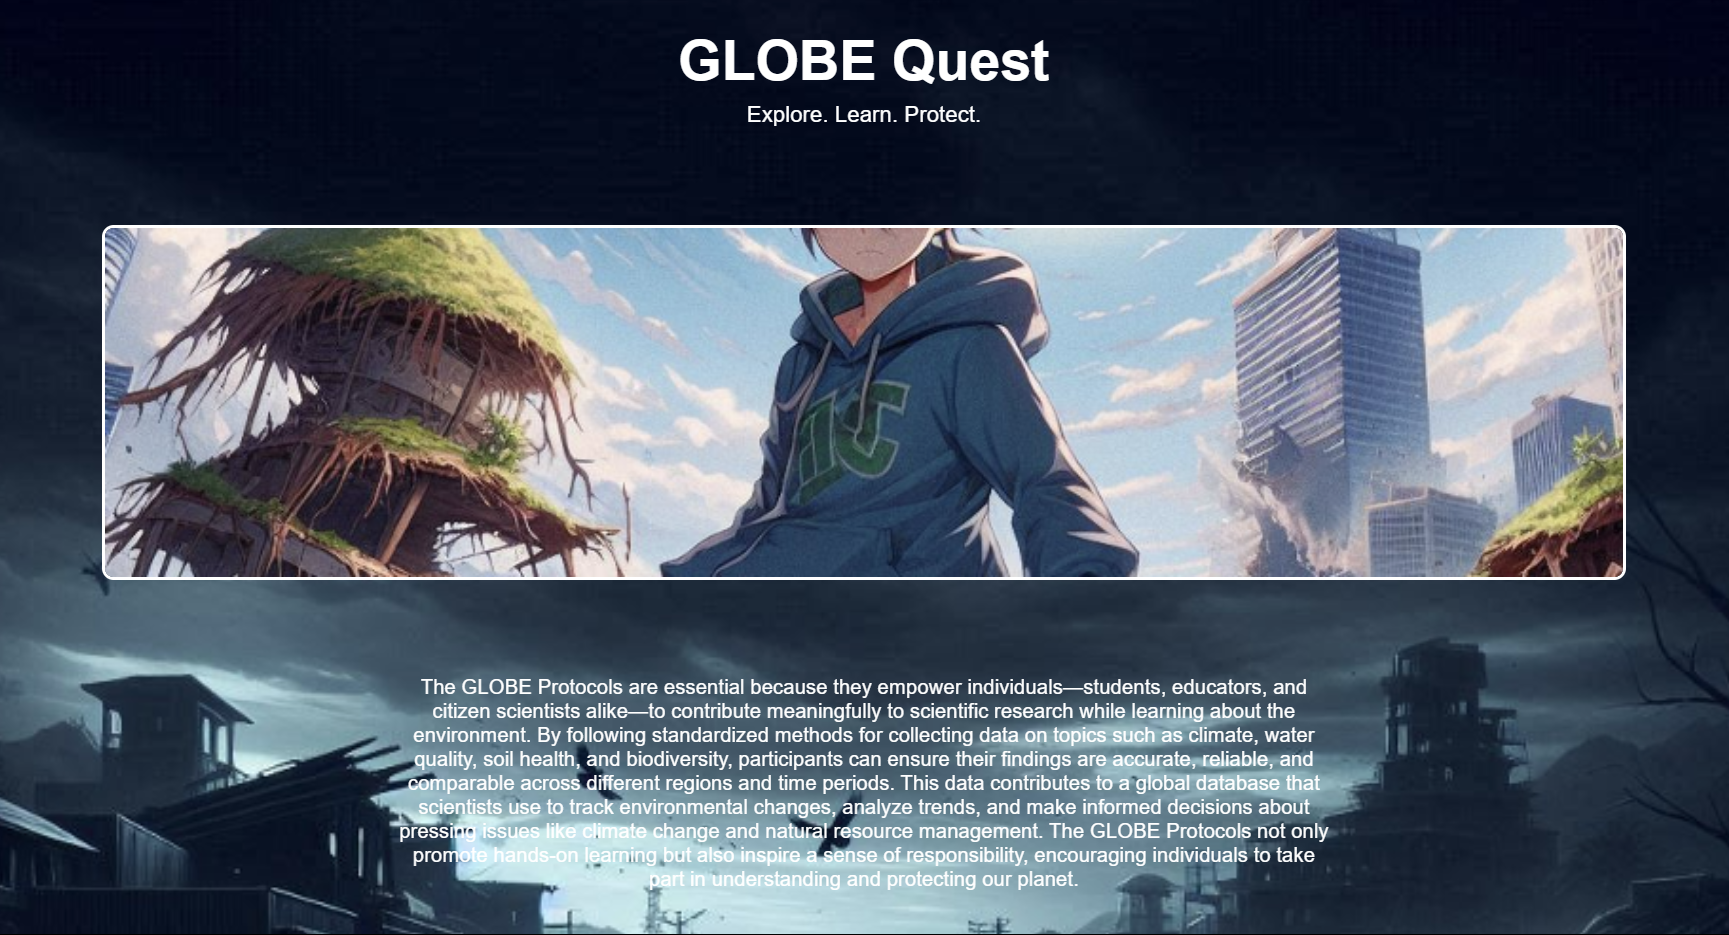 GLOBE Quest
Explore. Learn. Protect.
The GLOBE Protocols are essential because they empower individuals—students, educators, and
citizen scientists alike—to contribute meaningfully to scientific research while learning about the
environment. By following standardized methods for collecting data on topics such as climate, water
quality, soil health, and biodiversity, participants can ensure their findings are accurate, reliable, and
comparable across different regions and time periods. This data contributes to a global database that
scientists use to track environmental changes, analyze trends, and make informed decisions about
pressing issues like climate change and natural resource management. The GLOBE Protocols not only
promote hands-on learning but also inspire a sense of responsibility, encouraging individuals to take
part in understanding and protecting our planet.